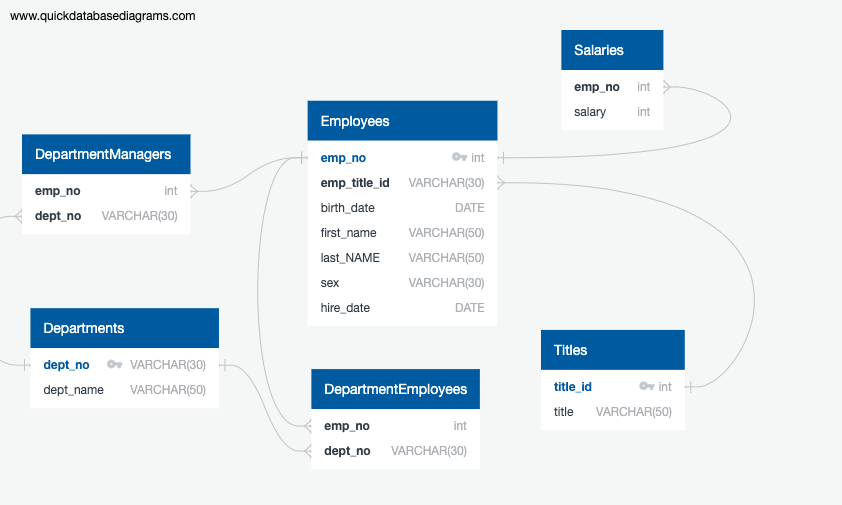 www.quickdatabasediagrams.com
Salaries
emp_no int
salary int
Employees
emp_no int
emp_title_id VARCHAR(30)
birth_date DATE
first_name VARCHAR(50)
last_NAME VARCHAR(50)
sex VARCHAR(30)
hire_date DATE
DepartmentManagers
emp_no int
dept_no VARCHAR(30)
Departments
dept_no VARCHAR(30)
dept_name VARCHAR(50)
DepartmentEmployees
emp_no int
dept_no VARCHAR(30)
Titles
title_id int
title VARCHAR(50)